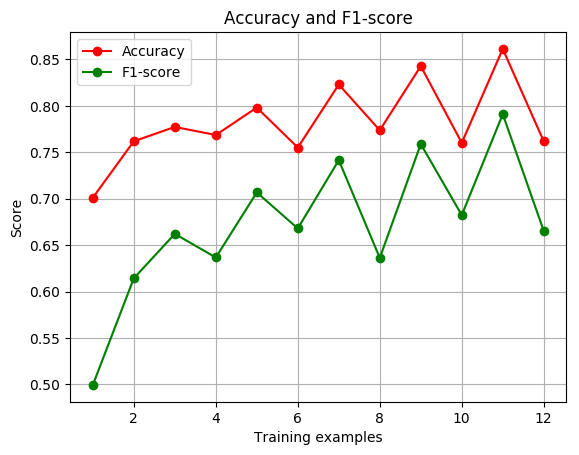 Accuracy and F1-score
Accuracy
F1-score
Score
0.85
0.80
0.75
0.70
0.65
0.60
0.55
0.50
2 4 6 8 10 12
Training examples